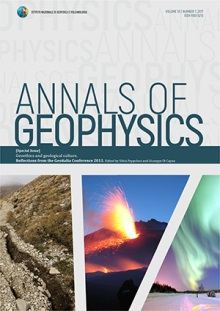 ISTITUTO NAZIONALE DI GEOFISICA E VULCANOLOGIA
ANNALS OF
GEOPHYSICS
[Special Issue]
Geoethics and geological culture.
Reflections from the Geoitalia Conference 2011. Edited by Silvia Peppoloni and Giuseppe Di Capua